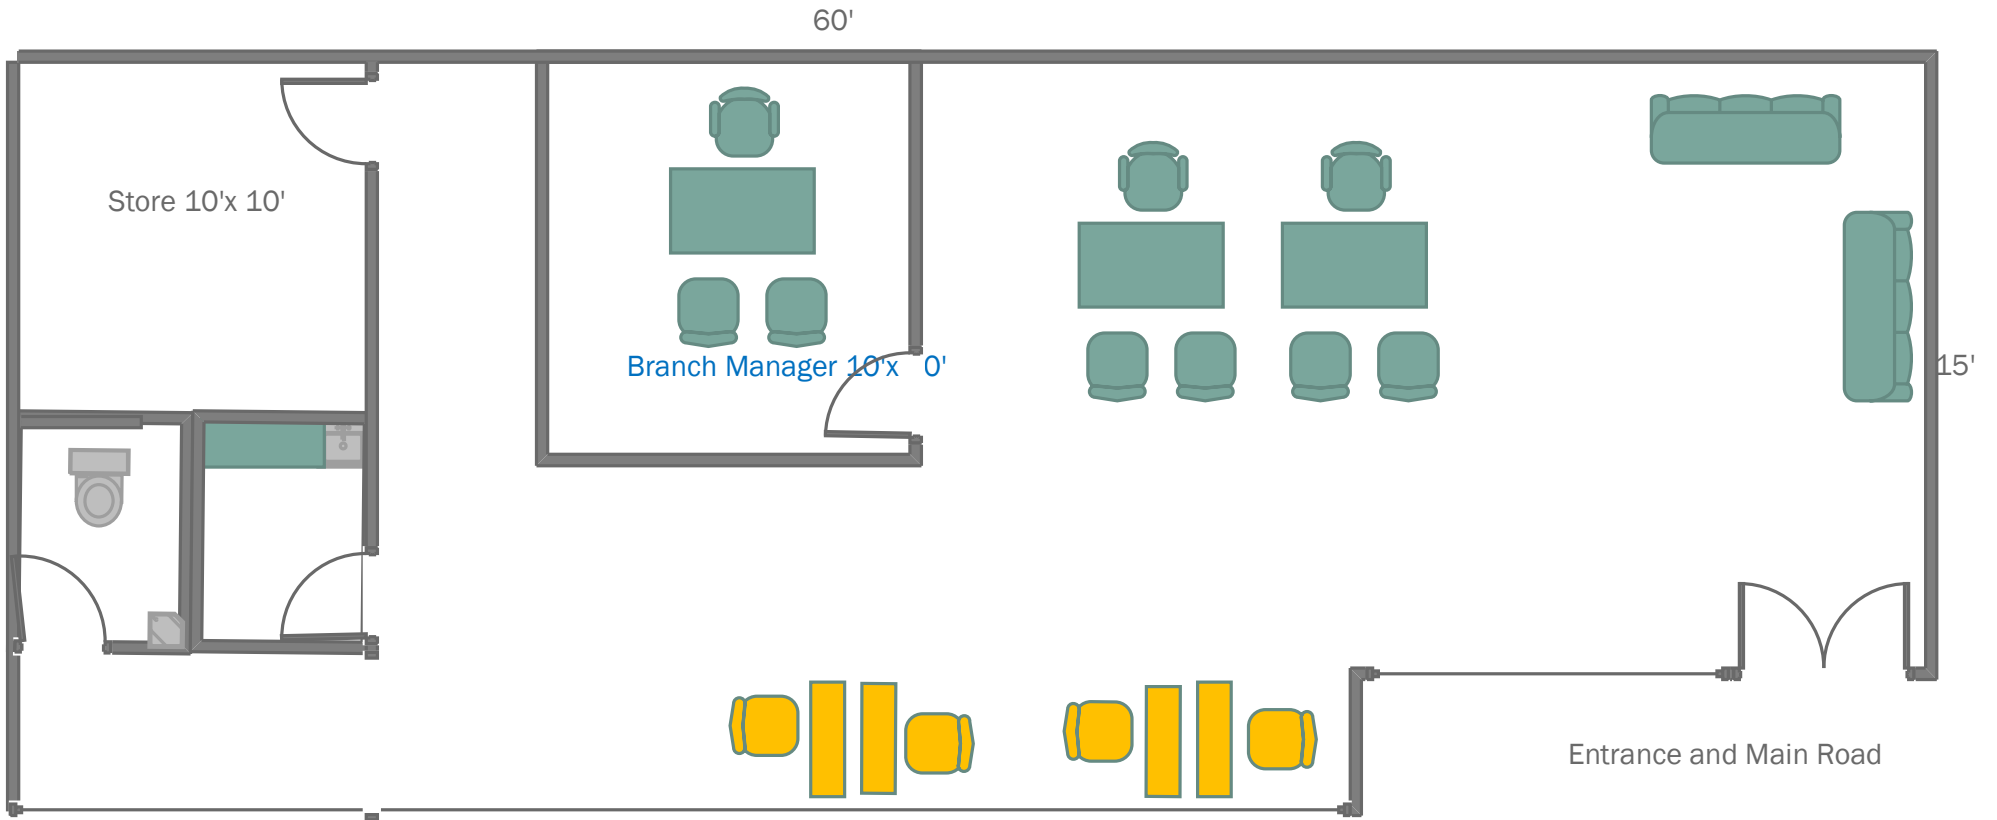 60'
Store 10'x 10'
Branch Manager 10'x 0'
15'
Entrance and Main Road